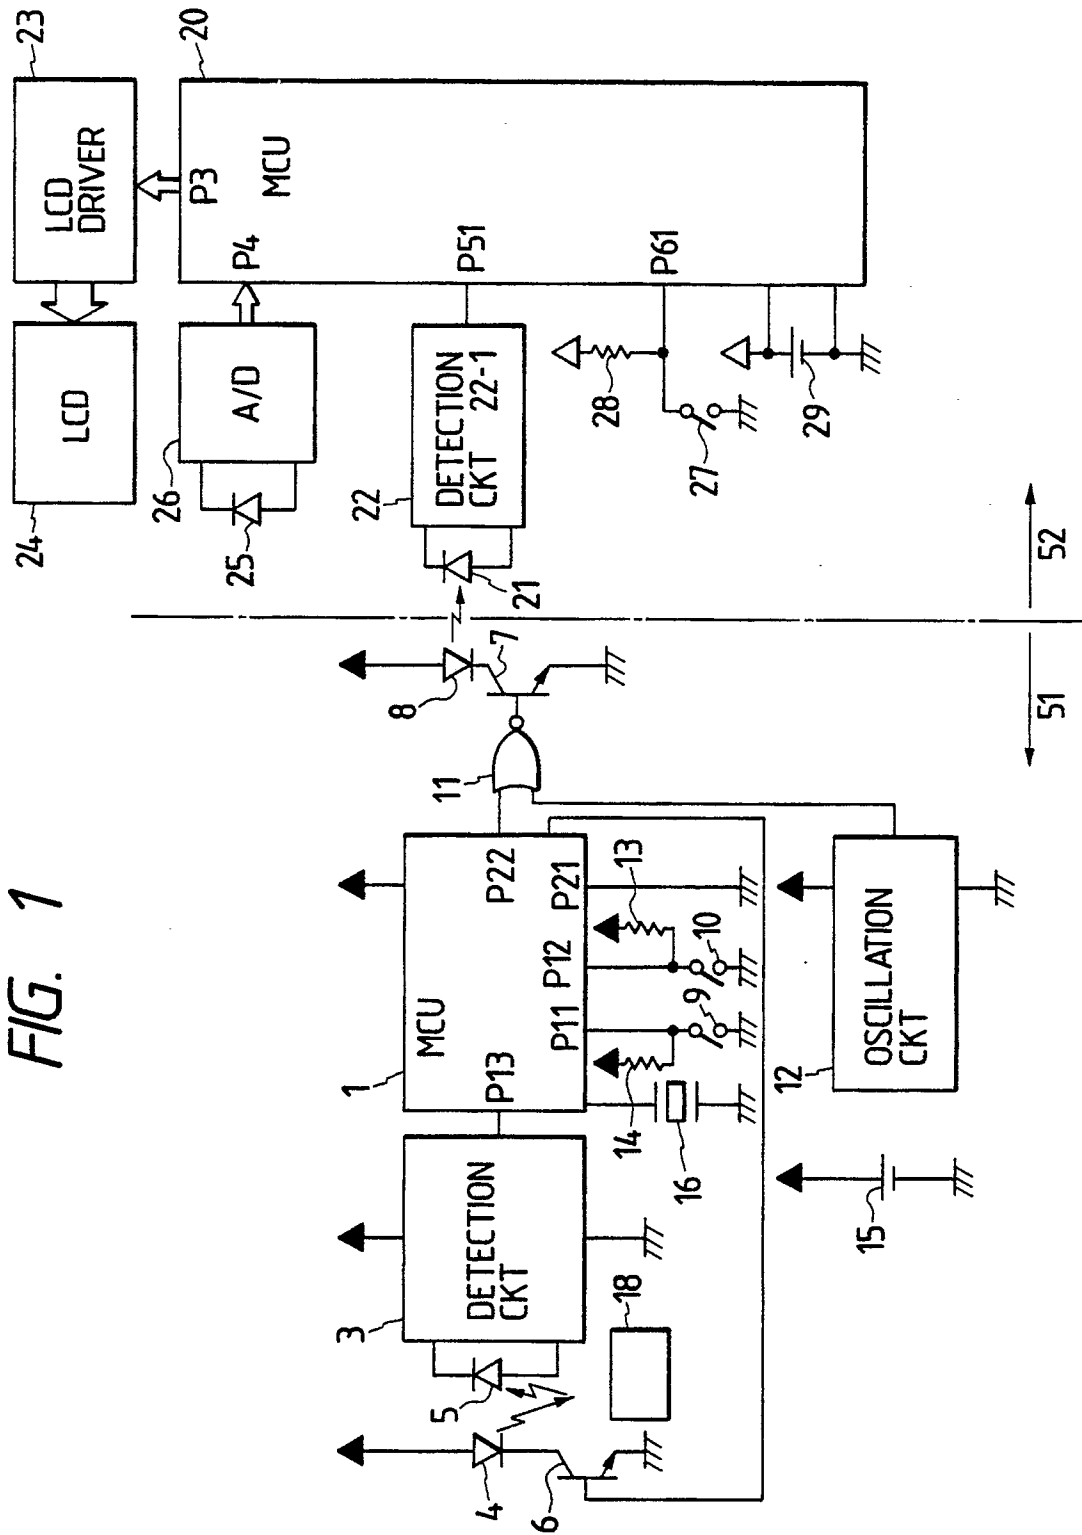 FIG. 1
23
20
LCD
DRIVER
P3
MCU
P4
P51
P61
LCD
24
A/D
26
25
DETECTION
CKT 22-1
22
21
28
27
29
52
51
8
7
11
MCU
1
P13
P11
P12
P21
P22
13
10
9
14
16
OSCILLATION
CKT
12
15
DETECTION
CKT
3
5
4
6
18